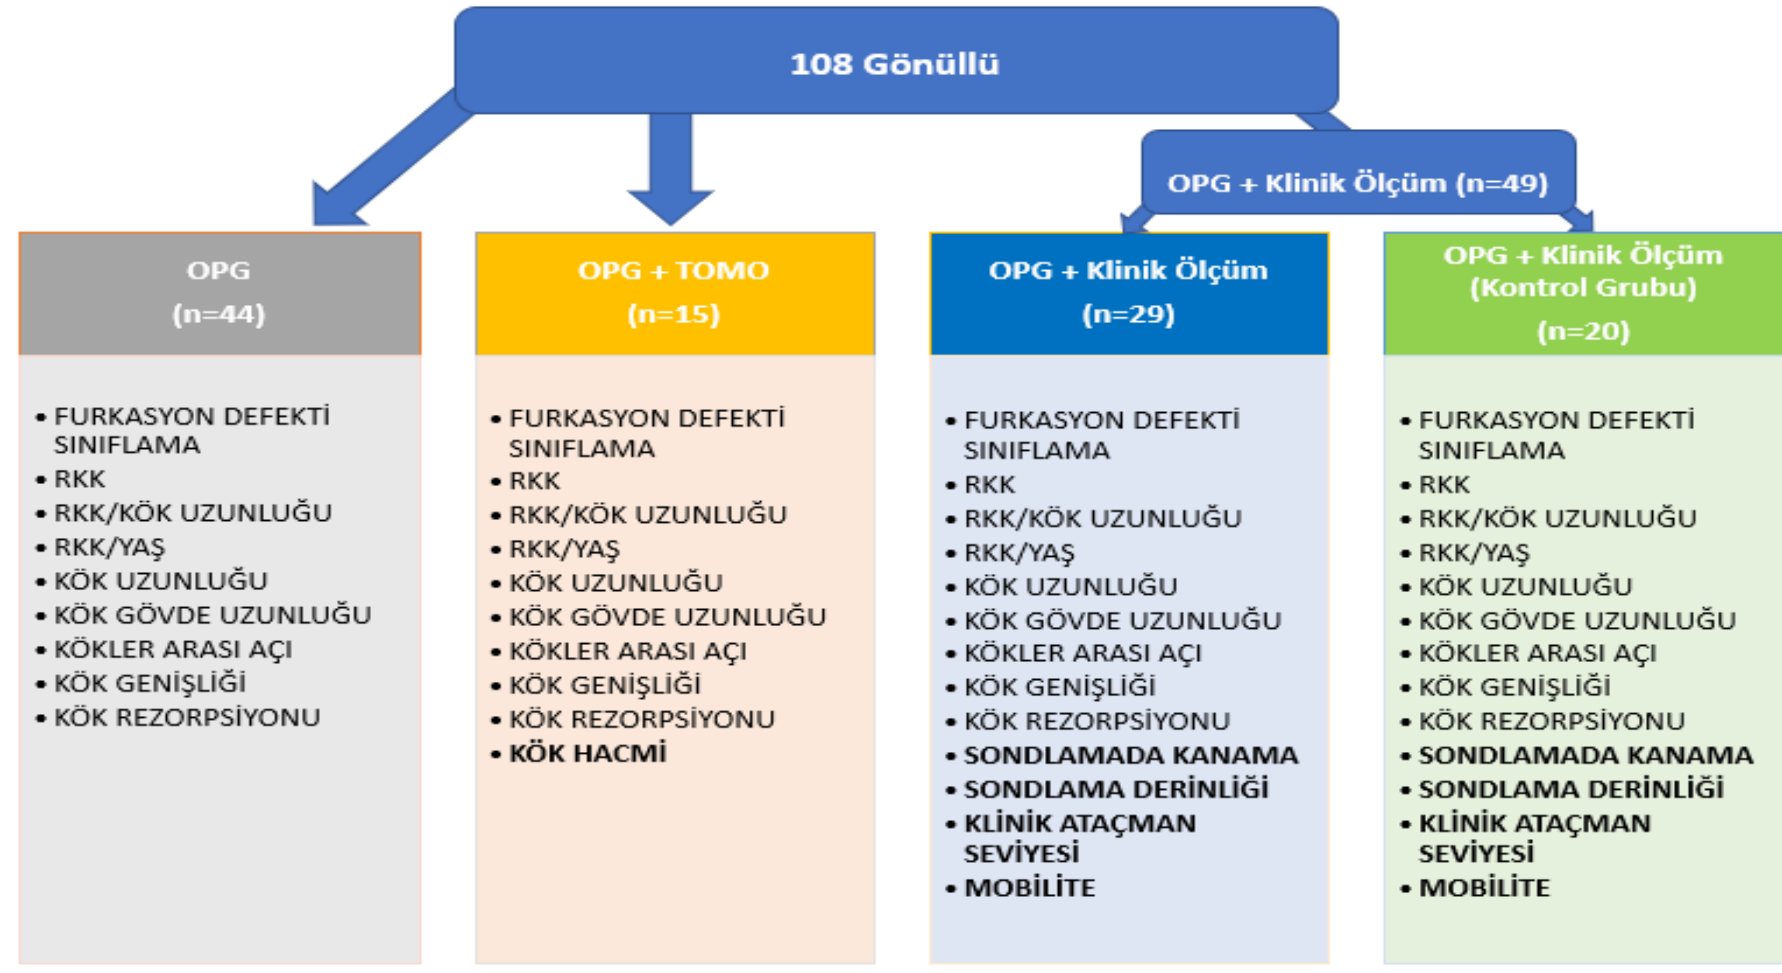 108 Gönüllü
OPG + Klinik Ölçüm (n=49)
OPG
(n=44)
• FURKASYON DEFEKTİ
SINIFLAMA
• RKK
• RKK/KÖK UZUNLUĞU
• RKK/YAŞ
• KÖK UZUNLUĞU
• KÖK GÖVDE UZUNLUĞU
• KÖKLER ARASI AÇI
• KÖK GENİŞLİĞİ
• KÖK REZORPSİYONU
OPG + TOMO
(n=15)
• FURKASYON DEFEKTİ
SINIFLAMA
• RKK
• RKK/KÖK UZUNLUĞU
• RKK/YAŞ
• KÖK UZUNLUĞU
• KÖK GÖVDE UZUNLUĞU
• KÖKLER ARASI AÇI
• KÖK GENİŞLİĞİ
• KÖK REZORPSİYONU
• KÖK HACMİ
OPG + Klinik Ölçüm
(n=29)
• FURKASYON DEFEKTİ
SINIFLAMA
• RKK
• RKK/KÖK UZUNLUĞU
• RKK/YAŞ
• KÖK UZUNLUĞU
• KÖK GÖVDE UZUNLUĞU
• KÖKLER ARASI AÇI
• KÖK GENİŞLİĞİ
• KÖK REZORPSİYONU
• SONDLAMADA KANAMA
• SONDLAMA DERİNLİĞİ
• KLİNİK ATAÇMAN
SEVİYESİ
• MOBİLİTE
OPG + Klinik Ölçüm
(Kontrol Grubu)
(n=20)
• FURKASYON DEFEKTİ
SINIFLAMA
• RKK
• RKK/KÖK UZUNLUĞU
• RKK/YAŞ
• KÖK UZUNLUĞU
• KÖK GÖVDE UZUNLUĞU
• KÖKLER ARASI AÇI
• KÖK GENİŞLİĞİ
• KÖK REZORPSİYONU
• SONDLAMADA KANAMA
• SONDLAMA DERİNLİĞİ
• KLİNİK ATAÇMAN
SEVİYESİ
• MOBİLİTE